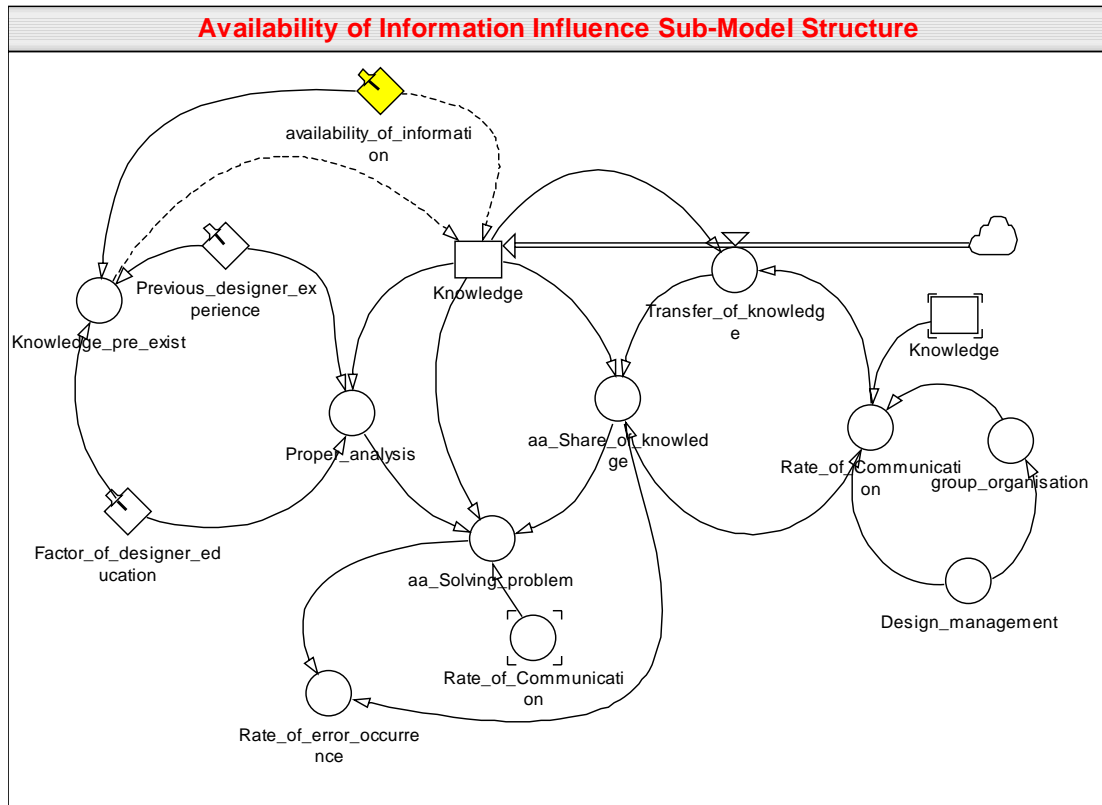 Availability of Information Influence Sub-Model Structure
availability_of_informati
on
Previous_designer_ex
perience
Knowledge
Transfer_of_knowledg
e
Knowledge
Knowledge_pre_exist
Proper_analysis
aa_Share_of_knowled
ge
Rate_of_Communicati
on
group_organisation
Factor_of_designer_ed
ucation
aa_Solving_problem
Design_management
Rate_of_Communicati
on
Rate_of_error_occurre
nce